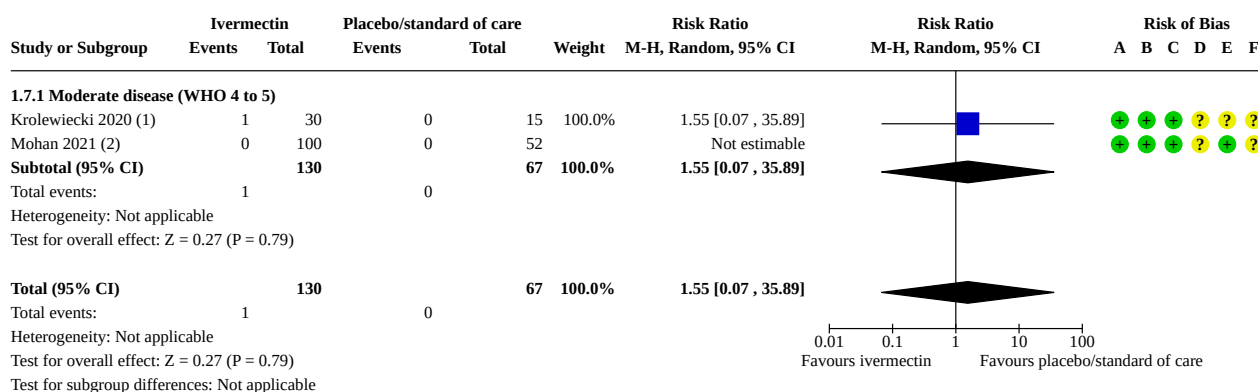 Ivermectin Placebo/standard of care Risk Ratio Risk Ratio Risk of Bias
Study or Subgroup Events Total Events Total Weight M-H, Random, 95% CI M-H, Random, 95% CI A B C D E F
1.7.1 Moderate disease (WHO 4 to 5)
Krolewiecki 2020 (1) 1 30 0 15 100.0% 1.55 [0.07 , 35.89] + + + ? ? ?
Mohan 2021 (2) 0 100 0 52 Not estimable + + + ? + ?
Subtotal (95% CI) 130 67 100.0% 1.55 [0.07 , 35.89]
Total events: 1 0
Heterogeneity: Not applicable
Test for overall effect: Z = 0.27 (P = 0.79)
Total (95% CI) 130 67 100.0% 1.55 [0.07 , 35.89]
Total events: 1 0
Heterogeneity: Not applicable
0.01 0.1 1 10 100
Test for overall effect: Z = 0.27 (P = 0.79) Favours ivermectin Favours placebo/standard of care
Test for subgroup differences: Not applicable